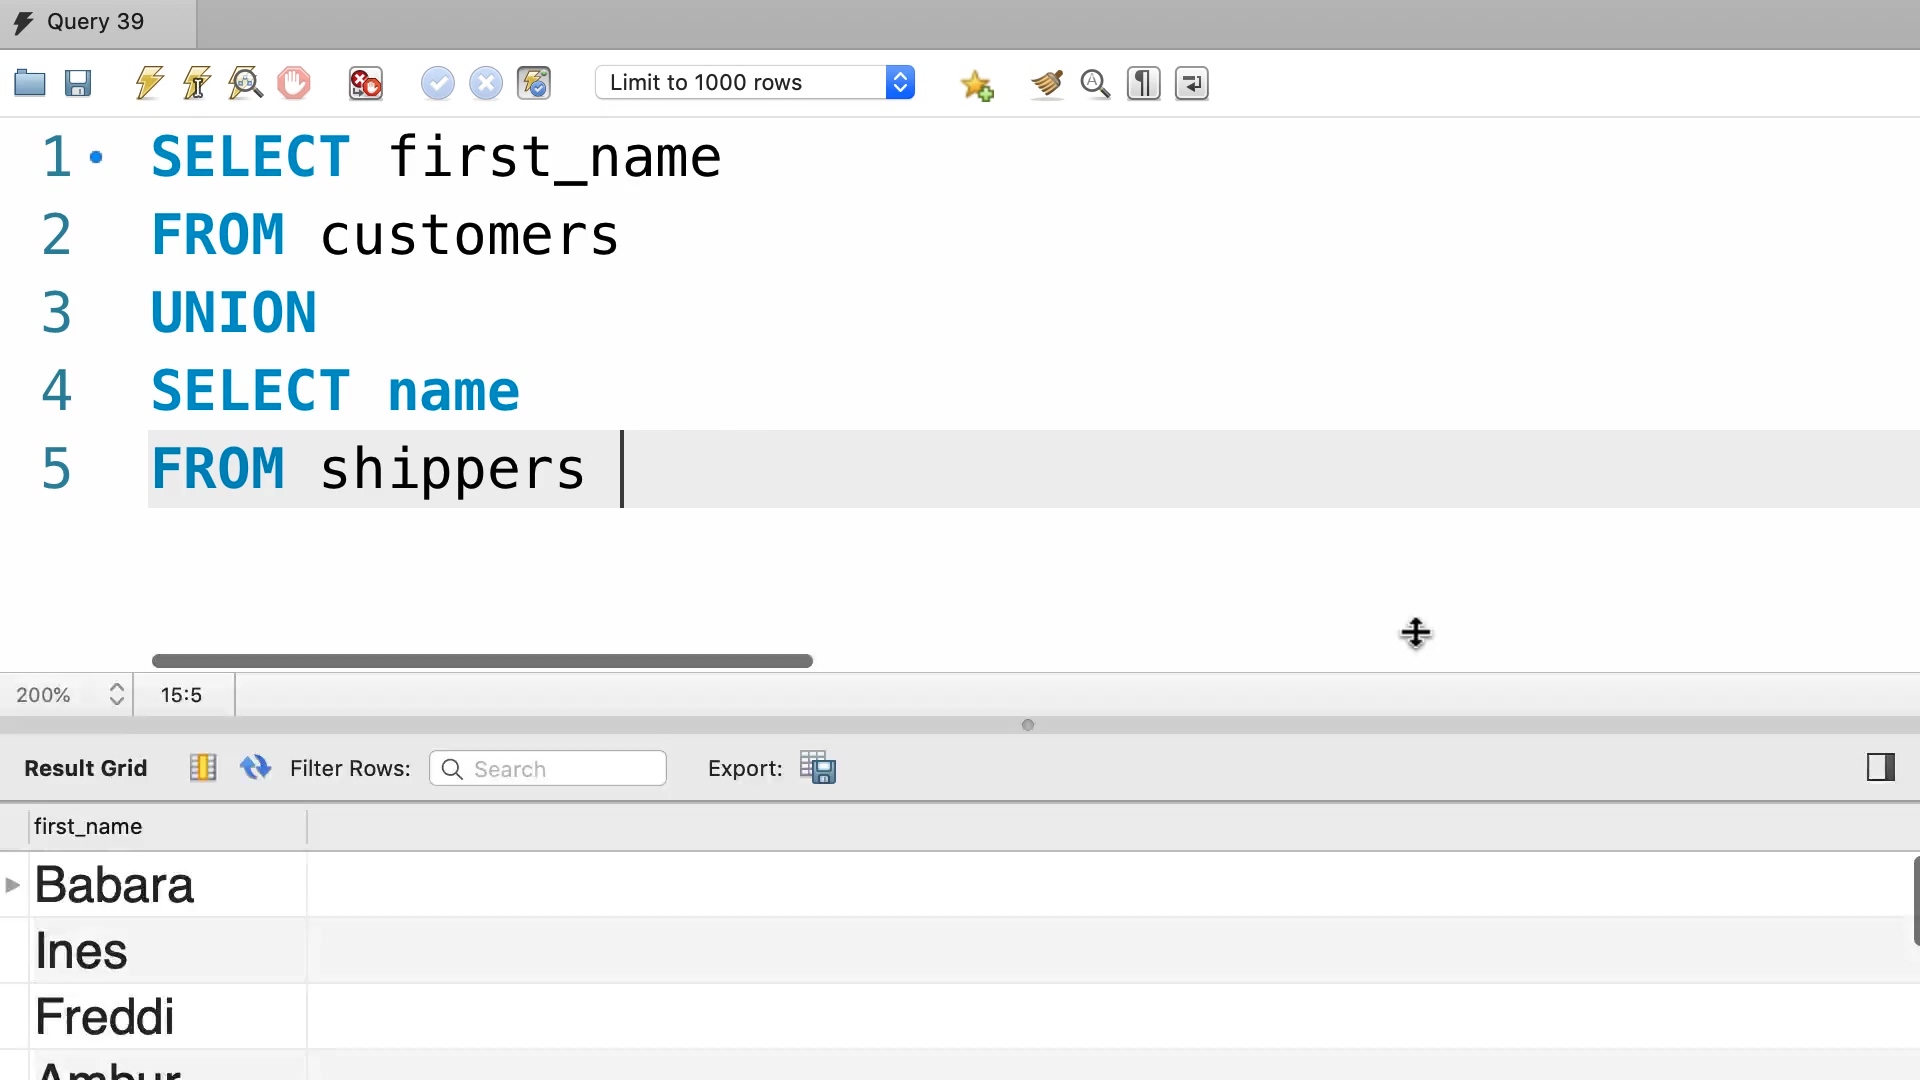 Query 39
Limit to 1000 rows
1 SELECT first_name
2 FROM customers
3 UNION
4 SELECT name
5 FROM shippers
200% 15:5
Result Grid Filter Rows: Search Export:
first_name
Babara
Ines
Freddi
Ambur